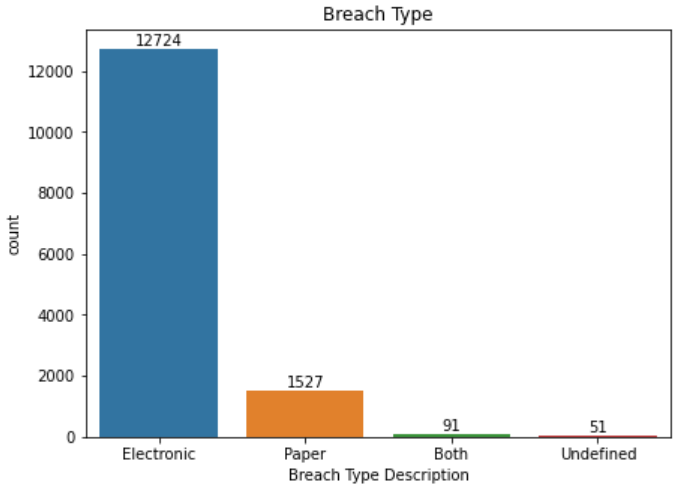 Breach Type
12724
12000
10000
8000
6000
4000
2000
0
count
1527
91
51
Electronic Paper Both Undefined
Breach Type Description